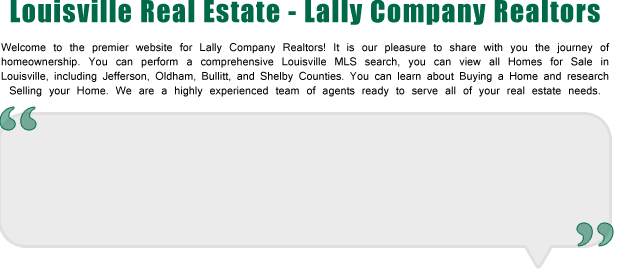 Louisville Real Estate - Lally Company Realtors
Welcome to the premier website for Lally Company Realtors! It is our pleasure to share with you the journey of
homeownership. You can perform a comprehensive Louisville MLS search, you can view all Homes for Sale in
Louisville, including Jefferson, Oldham, Bullitt, and Shelby Counties. You can learn about Buying a Home and research
Selling your Home. We are a highly experienced team of agents ready to serve all of your real estate needs.
“
”